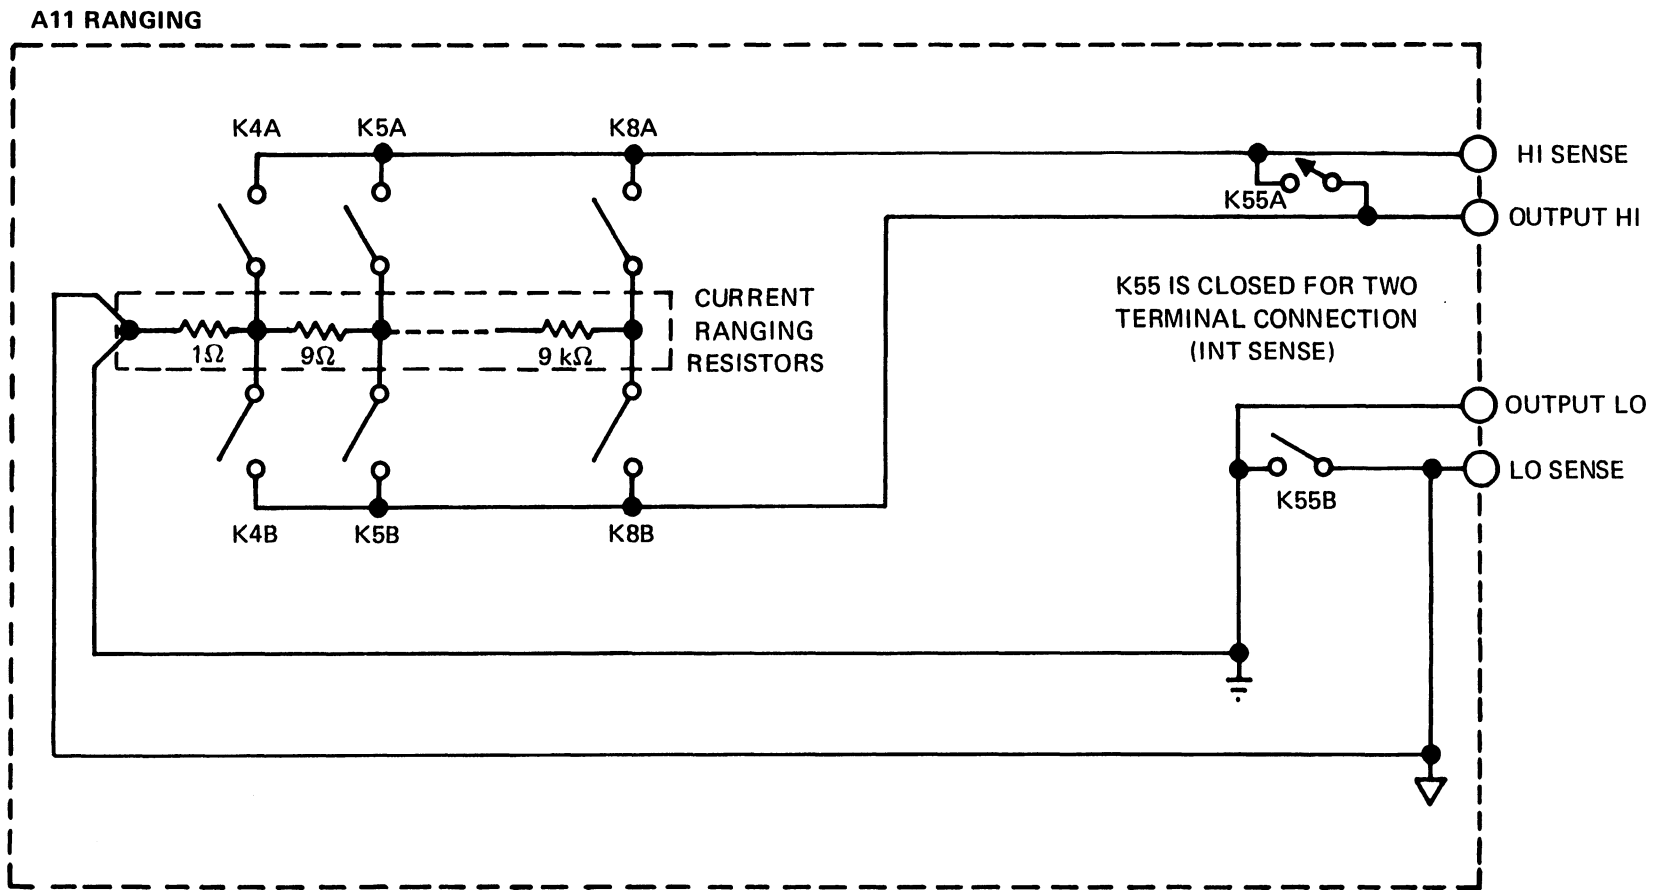 A11 RANGING
K4A
K5A
K8A
HI SENSE
K55A
OUTPUT HI
K55 IS CLOSED FOR TWO
TERMINAL CONNECTION
(INT SENSE)
CURRENT
RANGING
RESISTORS
1Ω
9Ω
9 kΩ
OUTPUT LO
LO SENSE
K55B
K4B
K5B
K8B